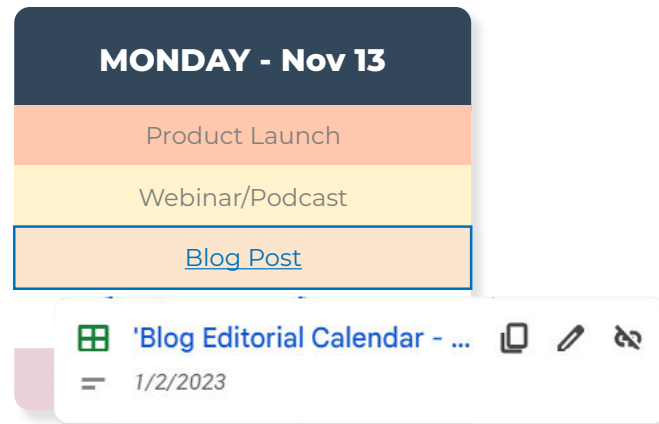 MONDAY - Nov 13
Product Launch
Webinar/Podcast
Blog Post
'Blog Editorial Calendar - ...
1/2/2023